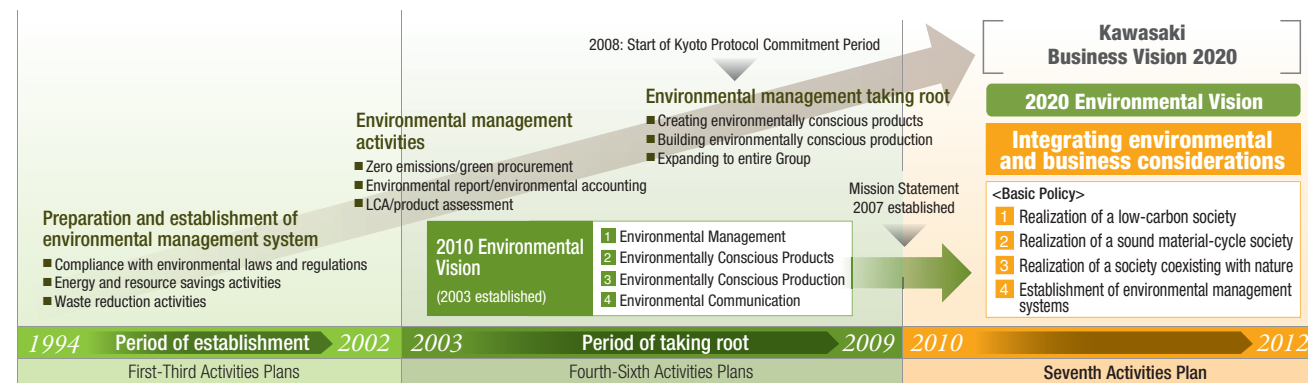 2008: Start of Kyoto Protocol Commitment Period
Kawasaki
Business Vision 2020
2020 Environmental Vision
Integrating environmental
and business considerations
<Basic Policy>
1 Realization of a low-carbon society
2 Realization of a sound material-cycle society
3 Realization of a society coexisting with nature
4 Establishment of environmental management
systems
Environmental management taking root
■ Creating environmentally conscious products
■ Building environmentally conscious production
■ Expanding to entire Group
Environmental management
activities
■ Zero emissions/green procurement
■ Environmental report/environmental accounting
■ LCA/product assessment
Mission Statement
2007 established
Preparation and establishment of
environmental management system
■ Compliance with environmental laws and regulations
■ Energy and resource savings activities
■ Waste reduction activities
2010 Environmental
Vision
(2003 established)
1 Environmental Management
2 Environmentally Conscious Products
3 Environmentally Conscious Production
4 Environmental Communication
1994 Period of establishment 2002
2003 Period of taking root 2009
2010 2012
First-Third Activities Plans
Fourth-Sixth Activities Plans
Seventh Activities Plan